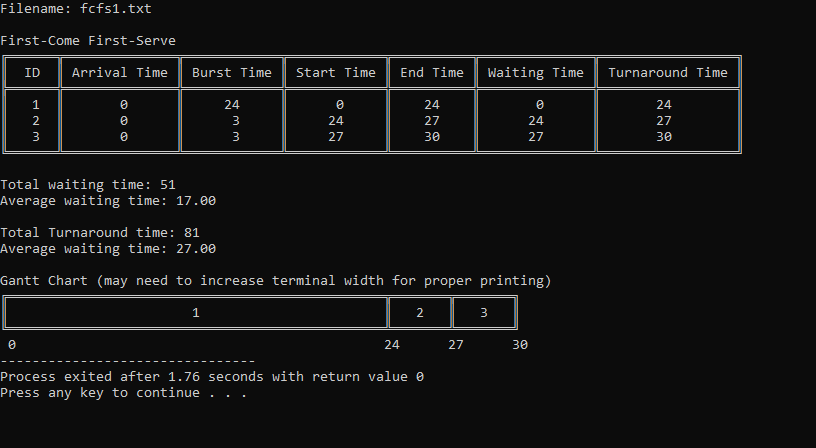 Filename: fcfs1.txt
First-Come First-Serve
ID Arrival Time Burst Time Start Time End Time Waiting Time Turnaround Time
1 0 24 0 24 0 24
2 0 3 24 27 24 27
3 0 3 27 30 27 30
Total waiting time: 51
Average waiting time: 17.00
Total Turnaround time: 81
Average waiting time: 27.00
Gantt Chart (may need to increase terminal width for proper printing)
1 2 3
0 24 27 30
--------------------------------
Process exited after 1.76 seconds with return value 0
Press any key to continue . . .